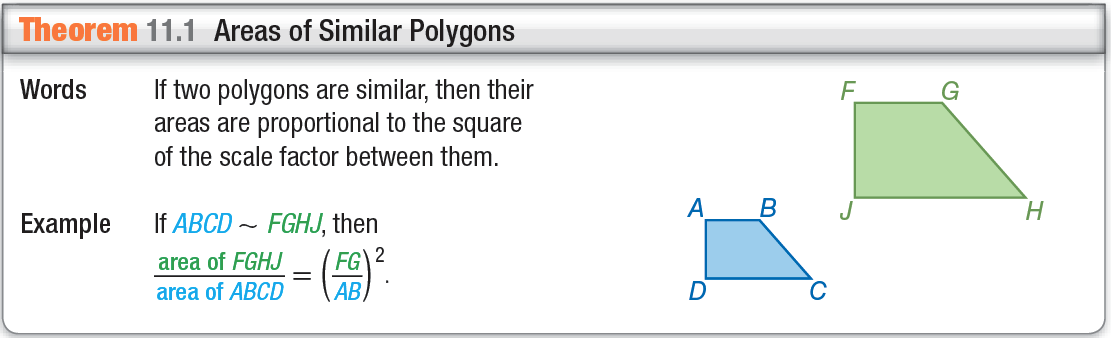 Theorem 11.1 Areas of Similar Polygons
Words If two polygons are similar, then their
areas are proportional to the square
of the scale factor between them.
Example If ABCD ~ FGHJ, then
area of FGHJ / area of ABCD = (FG/AB)².
F G
J H
A B
D C